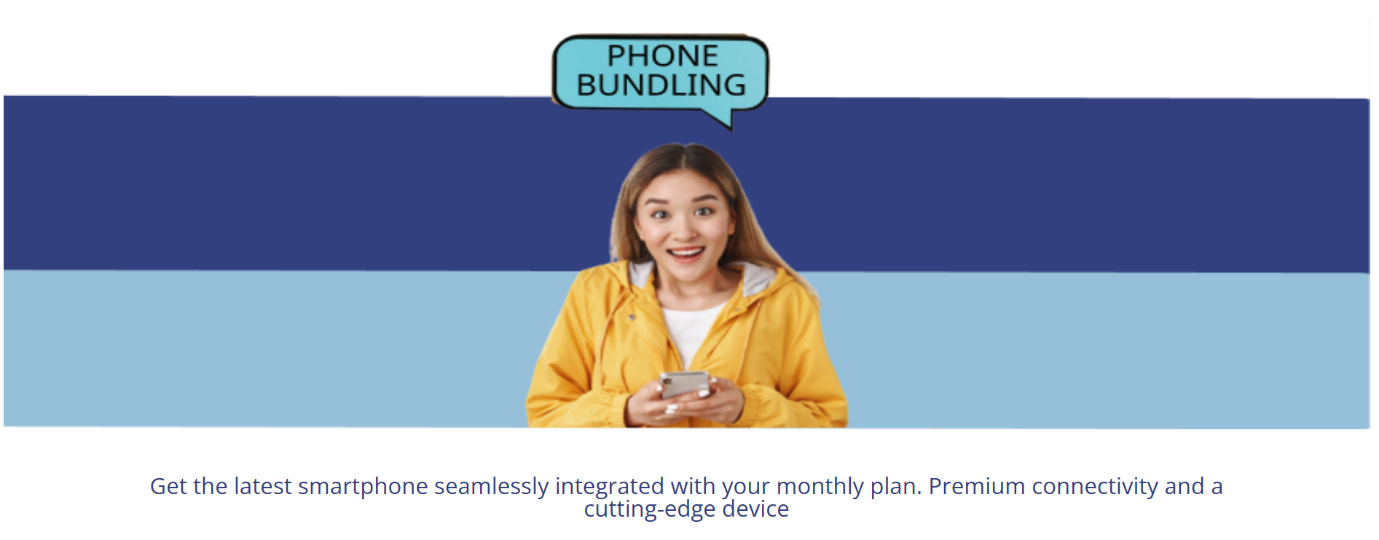 PHONE
BUNDLING
Get the latest smartphone seamlessly integrated with your monthly plan. Premium connectivity and a
cutting-edge device